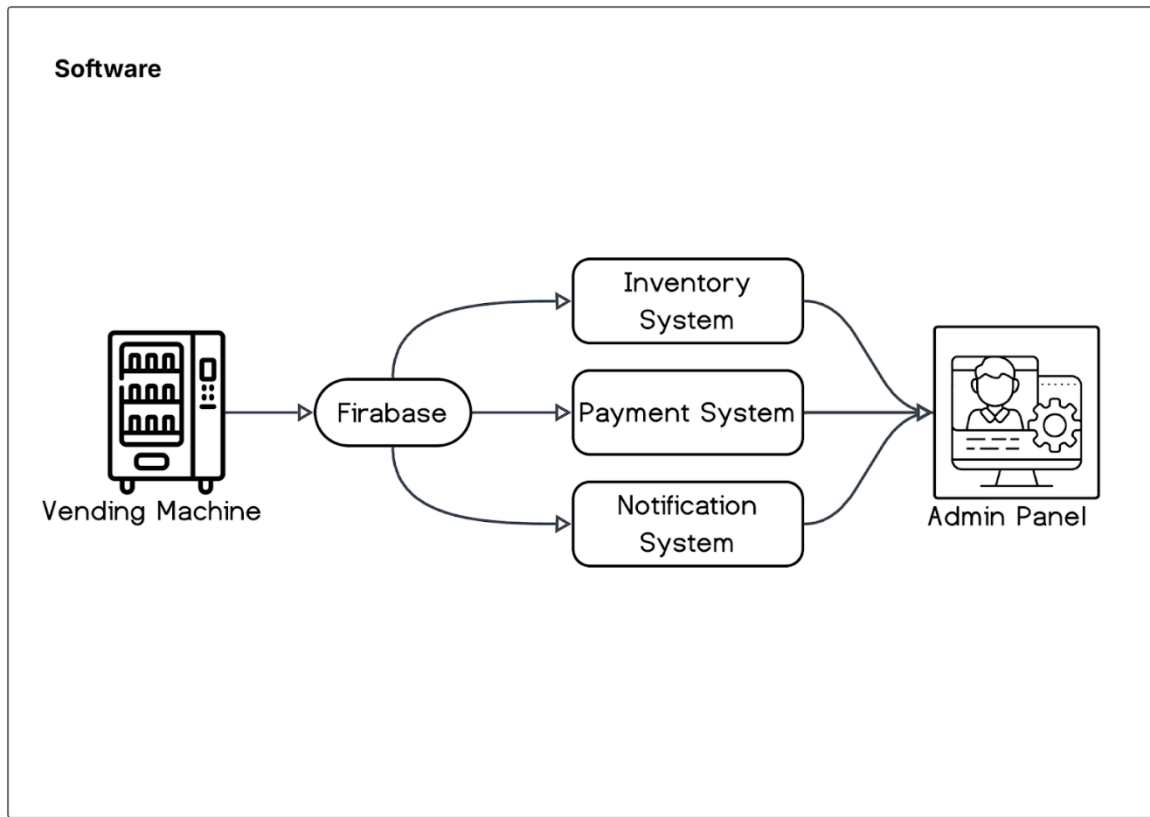 Software
Inventory
System
Firabase
Payment System
Vending Machine
Notification
System
Admin Panel